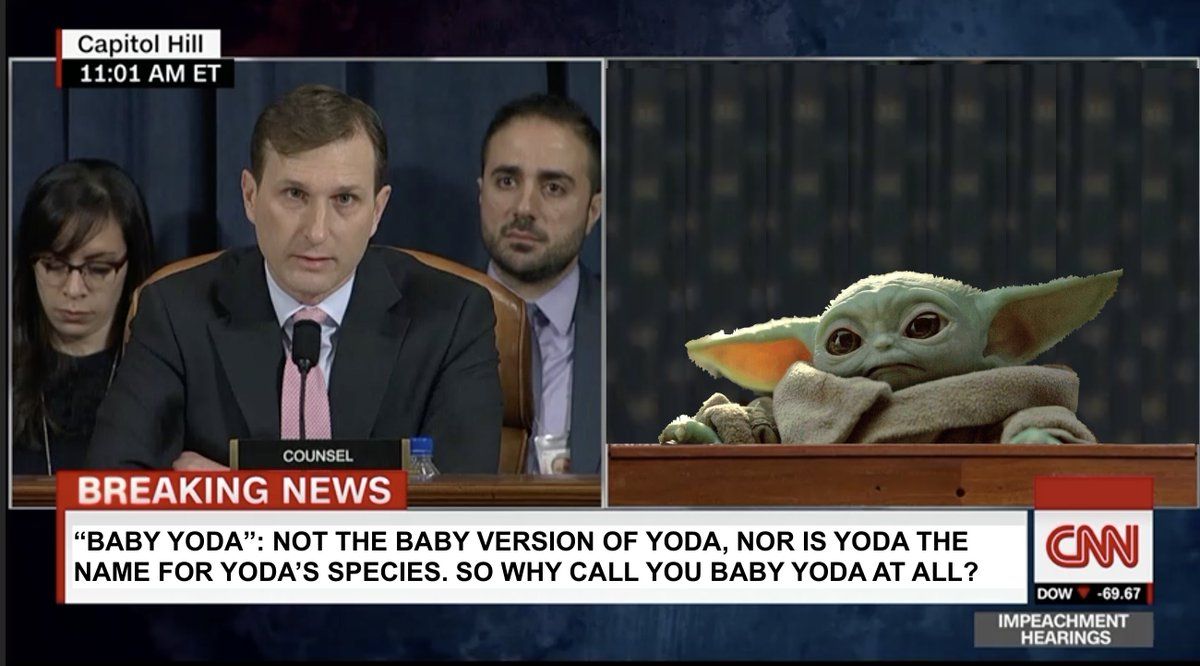 Capitol Hill
11:01 AM ET
COUNSEL
BREAKING NEWS
“BABY YODA”: NOT THE BABY VERSION OF YODA, NOR IS YODA THE
NAME FOR YODA’S SPECIES. SO WHY CALL YOU BABY YODA AT ALL?
CNN
DOW ▼ -69.67
IMPEACHMENT
HEARINGS